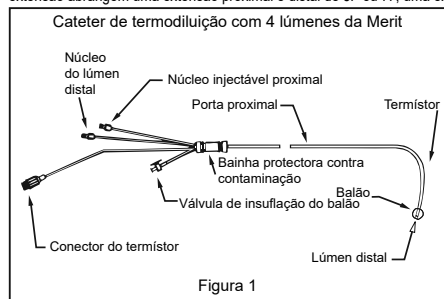 Cateter de termodiluição com 4 lúmenes da Merit
Núcleo
do lúmen
distal
Núcleo injectável proximal
Porta proximal
Termístor
Bainha protectora contra
contaminação
Balão
Válvula de insuflação do balão
Conector do termístor
Lúmen distal
Figura 1